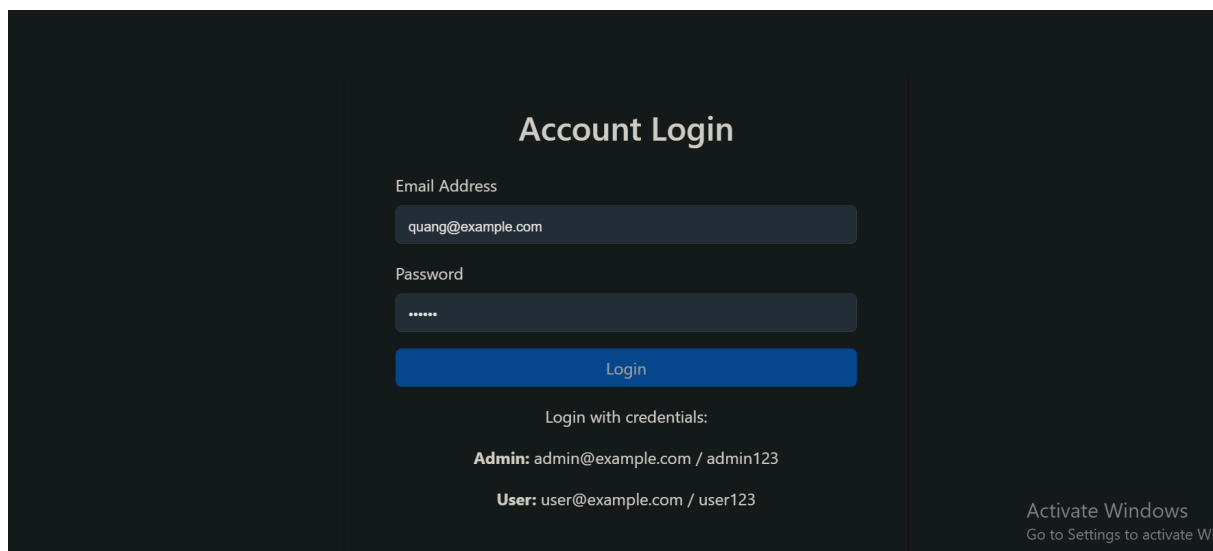 Account Login
Email Address
quang@example.com
Password
••••••
Login
Login with credentials:
Admin: admin@example.com / admin123
User: user@example.com / user123
Activate Windows
Go to Settings to activate W